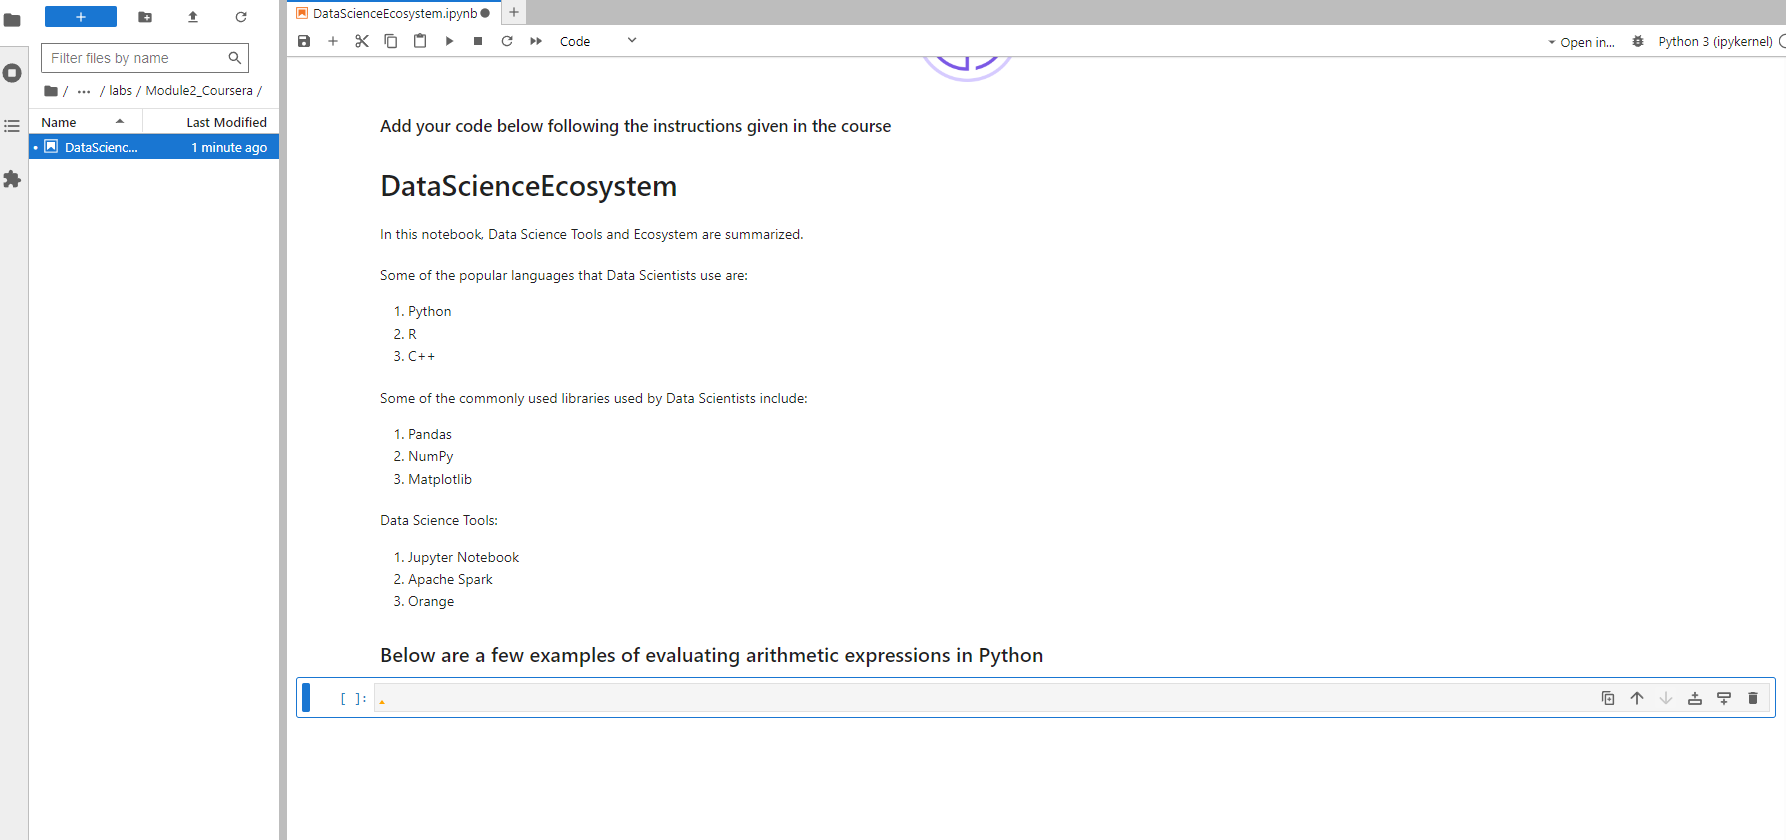 DataScienceEcosystem.ipynb
Code
Open in...
Python 3 (ipykernel)
Filter files by name
/ ... / labs / Module2_Coursera /
Name Last Modified
DataScienc... 1 minute ago
Add your code below following the instructions given in the course
DataScienceEcosystem
In this notebook, Data Science Tools and Ecosystem are summarized.
Some of the popular languages that Data Scientists use are:
1. Python
2. R
3. C++
Some of the commonly used libraries used by Data Scientists include:
1. Pandas
2. NumPy
3. Matplotlib
Data Science Tools:
1. Jupyter Notebook
2. Apache Spark
3. Orange
Below are a few examples of evaluating arithmetic expressions in Python
[ ]: